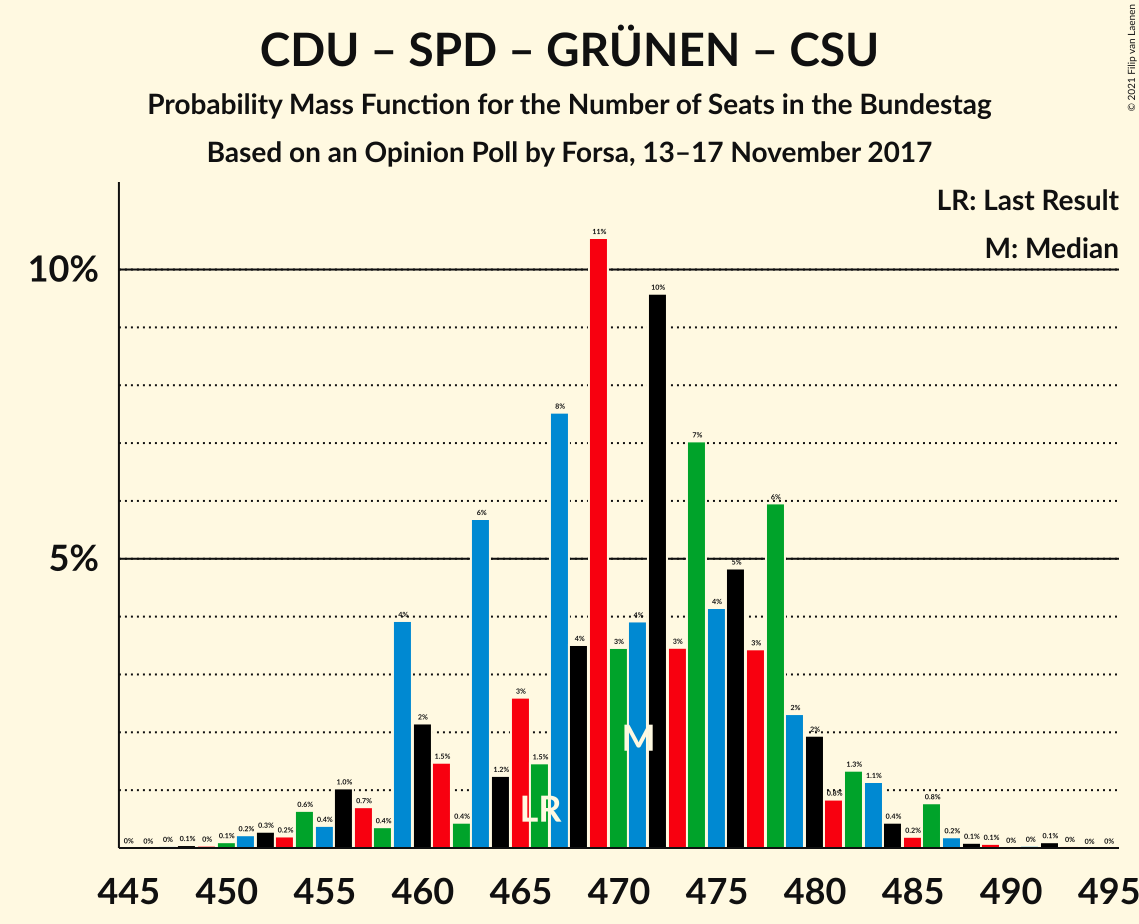 CDU – SPD – GRÜNEN – CSU
Probability Mass Function for the Number of Seats in the Bundestag
Based on an Opinion Poll by Forsa, 13–17 November 2017
© 2021 Filip van Laenen
LR: Last Result
M: Median
10%
5%
0% 0% 0% 0.1% 0% 0.1% 0.2% 0.3% 0.2% 0.6% 0.4% 1.0% 0.7% 0.4% 4% 2% 1.5% 0.4% 6% 1.2% 3% 1.5% 8% 4% 11% 3% 4% 10% 3% 7% 4% 5% 3% 6% 2% 2% 0.8% 1.3% 1.1% 0.4% 0.2% 0.8% 0.2% 0.1% 0.1% 0% 0% 0.1% 0% 0% 0%
M
LR
445 450 455 460 465 470 475 480 485 490 495